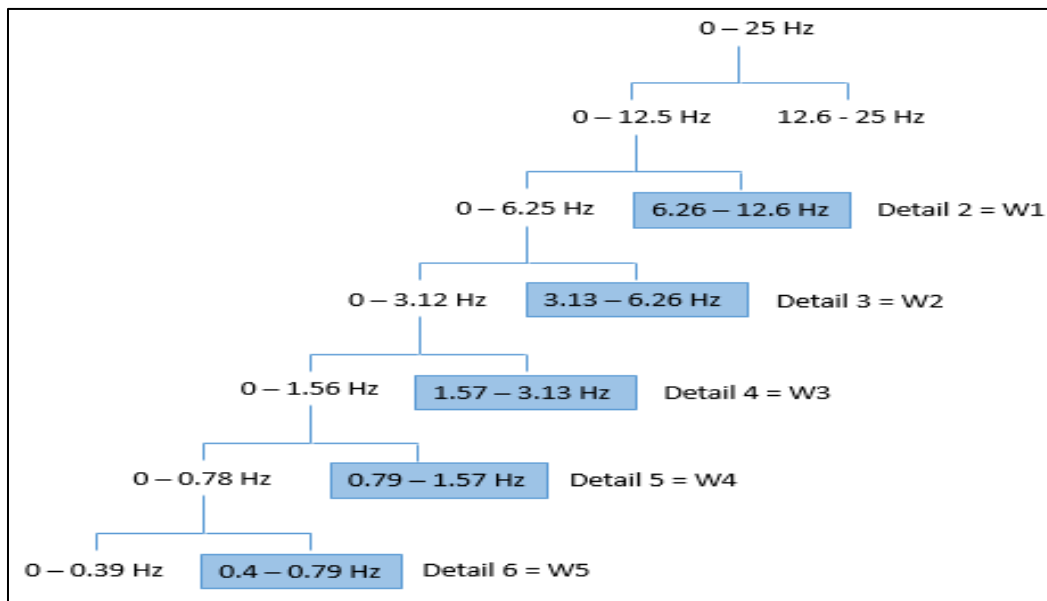 0 – 25 Hz
0 – 12.5 Hz 12.6 - 25 Hz
0 – 6.25 Hz 6.26 – 12.6 Hz Detail 2 = W1
0 – 3.12 Hz 3.13 – 6.26 Hz Detail 3 = W2
0 – 1.56 Hz 1.57 – 3.13 Hz Detail 4 = W3
0 – 0.78 Hz 0.79 – 1.57 Hz Detail 5 = W4
0 – 0.39 Hz 0.4 – 0.79 Hz Detail 6 = W5